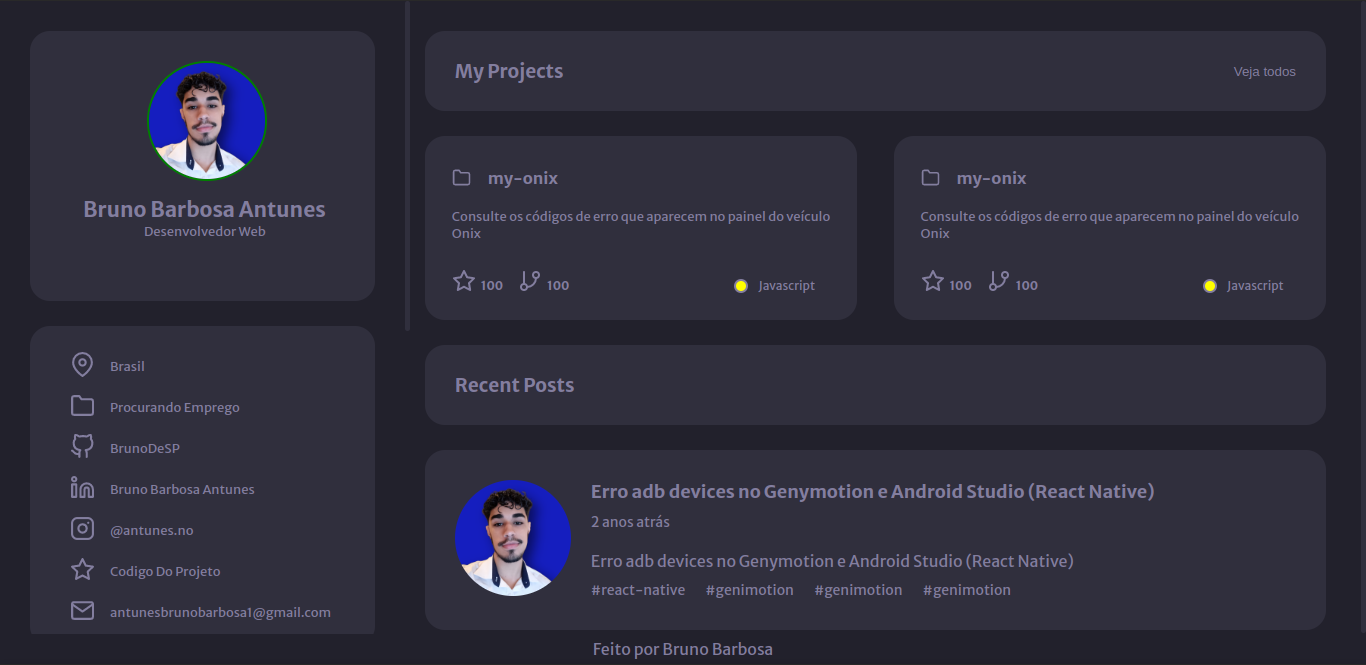 Bruno Barbosa Antunes
Desenvolvedor Web
Brasil
Procurando Emprego
BrunoDeSP
Bruno Barbosa Antunes
@antunes.no
Codigo Do Projeto
antunesbrunobarbosa1@gmail.com
My Projects
Veja todos
my-onix
Consulte os códigos de erro que aparecem no painel do veículo
Onix
100 100 Javascript
my-onix
Consulte os códigos de erro que aparecem no painel do veículo
Onix
100 100 Javascript
Recent Posts
Erro adb devices no Genymotion e Android Studio (React Native)
2 anos atrás
Erro adb devices no Genymotion e Android Studio (React Native)
#react-native #genimotion #genimotion #genimotion
Feito por Bruno Barbosa